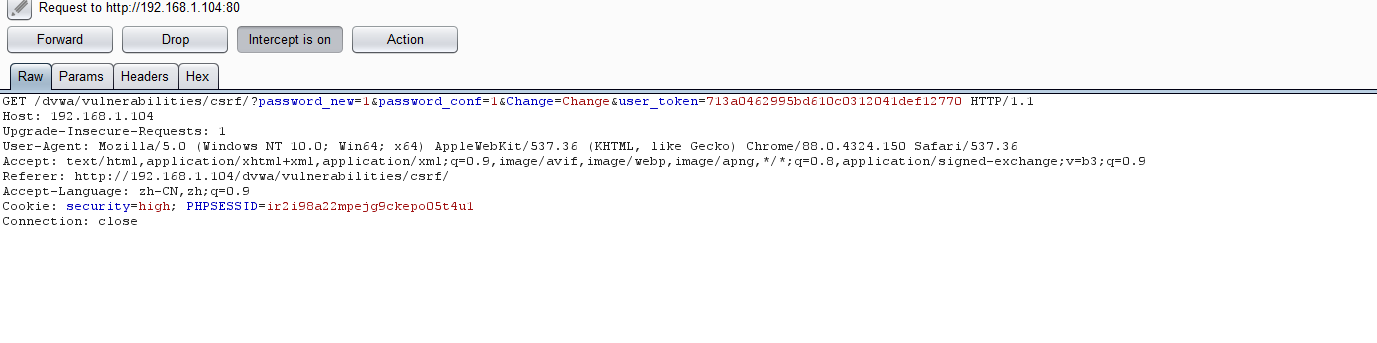 Request to http://192.168.1.104:80
Forward Drop Intercept is on Action
Raw Params Headers Hex
GET /dvwa/vulnerabilities/csrf/?password_new=1&password_conf=1&Change=Change&user_token=713a0462995bd610c0312041def12770 HTTP/1.1
Host: 192.168.1.104
Upgrade-Insecure-Requests: 1
User-Agent: Mozilla/5.0 (Windows NT 10.0; Win64; x64) AppleWebKit/537.36 (KHTML, like Gecko) Chrome/88.0.4324.150 Safari/537.36
Accept: text/html,application/xhtml+xml,application/xml;q=0.9,image/avif,image/webp,image/apng,*/*;q=0.8,application/signed-exchange;v=b3;q=0.9
Referer: http://192.168.1.104/dvwa/vulnerabilities/csrf/
Accept-Language: zh-CN,zh;q=0.9
Cookie: security=high; PHPSESSID=ir2i98a22mpejg9ckepo05t4u1
Connection: close